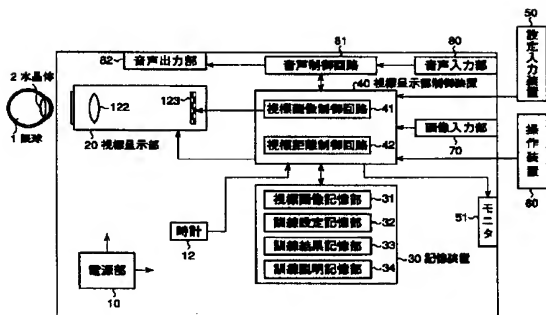 81
50
82 音声出力部
音声制御回路
80
音声入力部
設定入力装置
40 視標表示部制御装置
2 水晶体
1 眼球
122
123
20 視標表示部
視標画像制御回路 41
視標距離制御回路 42
画像入力部
70
操作装置
60
視標画像記憶部 31
訓練設定記憶部 32
訓練結果記憶部 33
訓練説明記憶部 34
30 記憶装置
時計
12
モニタ
51
電源部
10